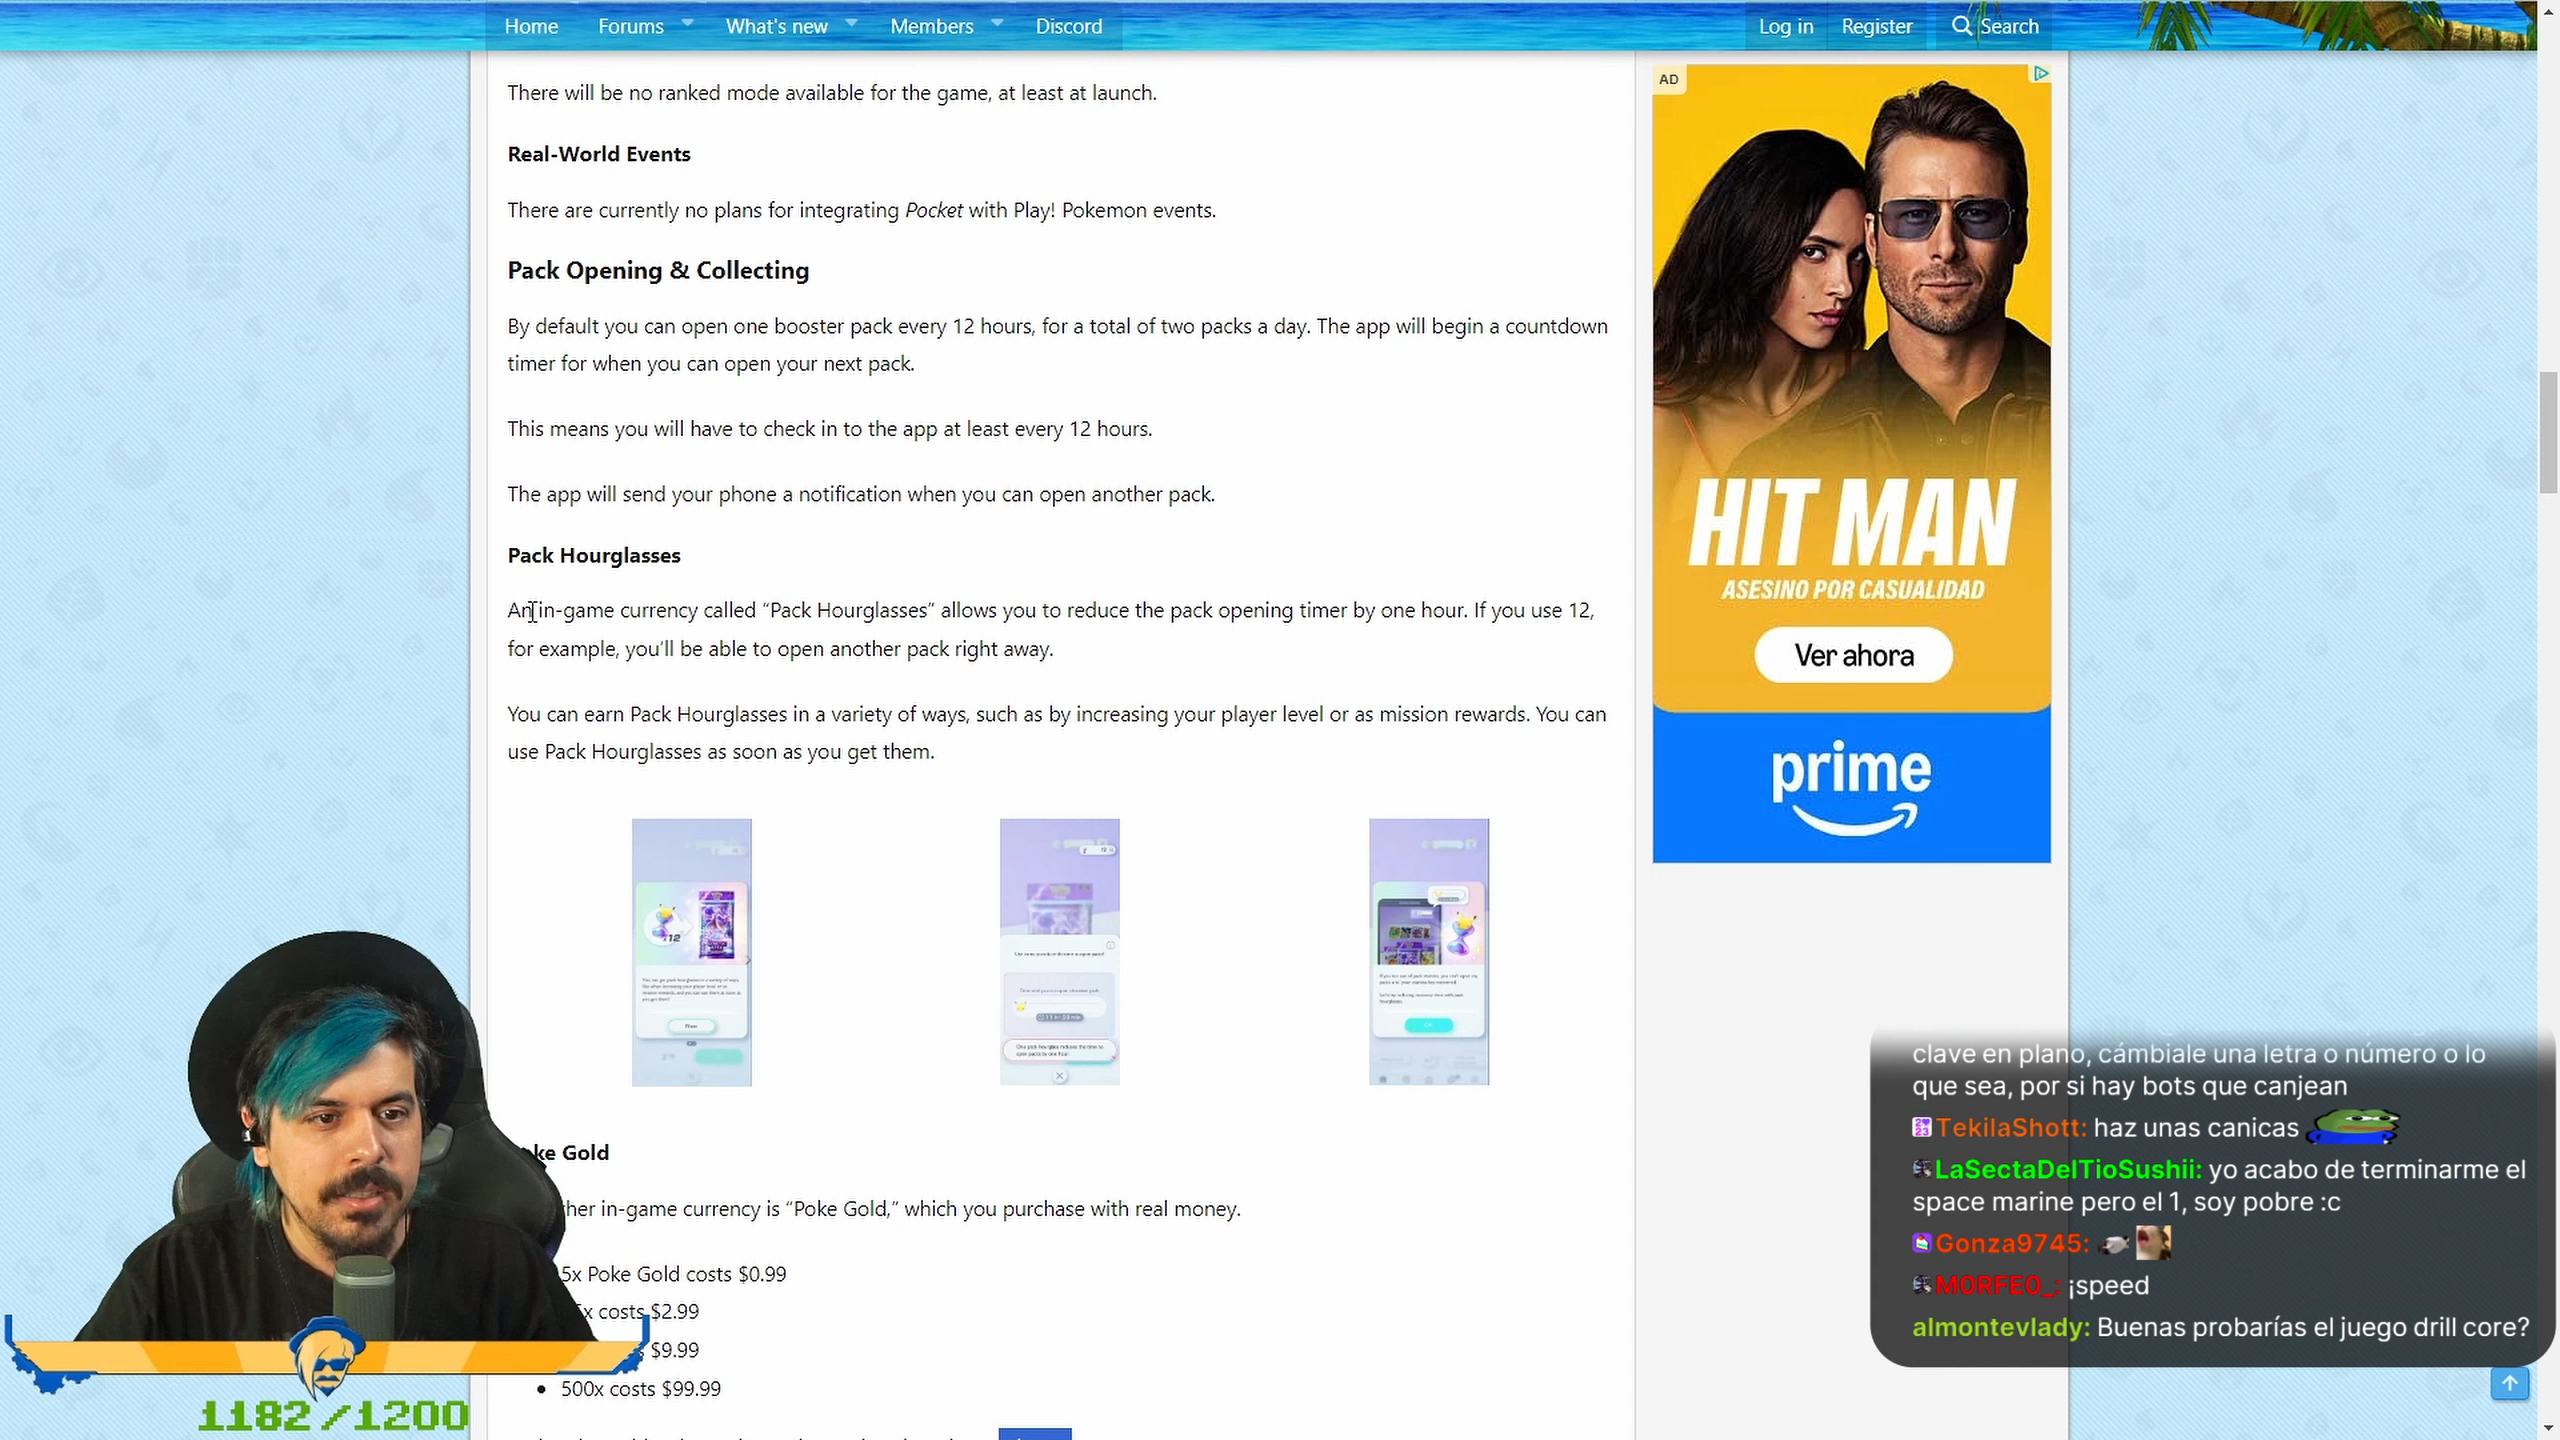 Home
Forums
What's new
Members
Discord
Log in
Register
Search
There will be no ranked mode available for the game, at least at launch.
Real-World Events
There are currently no plans for integrating Pocket with Play! Pokemon events.
Pack Opening & Collecting
By default you can open one booster pack every 12 hours, for a total of two packs a day. The app will begin a countdown
timer for when you can open your next pack.
This means you will have to check in to the app at least every 12 hours.
The app will send your phone a notification when you can open another pack.
Pack Hourglasses
An in-game currency called “Pack Hourglasses” allows you to reduce the pack opening timer by one hour. If you use 12,
for example, you’ll be able to open another pack right away.
You can earn Pack Hourglasses in a variety of ways, such as by increasing your player level or as mission rewards. You can
use Pack Hourglasses as soon as you get them.
ke Gold
ther in-game currency is “Poke Gold,” which you purchase with real money.
5x Poke Gold costs $0.99
x costs $2.99
$9.99
• 500x costs $99.99
1182/1200
AD
HIT MAN
ASESINO POR CASUALIDAD
Ver ahora
prime
clave en plano, cámbiale una letra o número o lo
que sea, por si hay bots que canjean
TekilaShott: haz unas canicas
LaSectaDelTioSushii: yo acabo de terminarme el
space marine pero el 1, soy pobre :c
Gonza9745:
M0RFE0_: ¡speed
almontevlady: Buenas probarías el juego drill core?